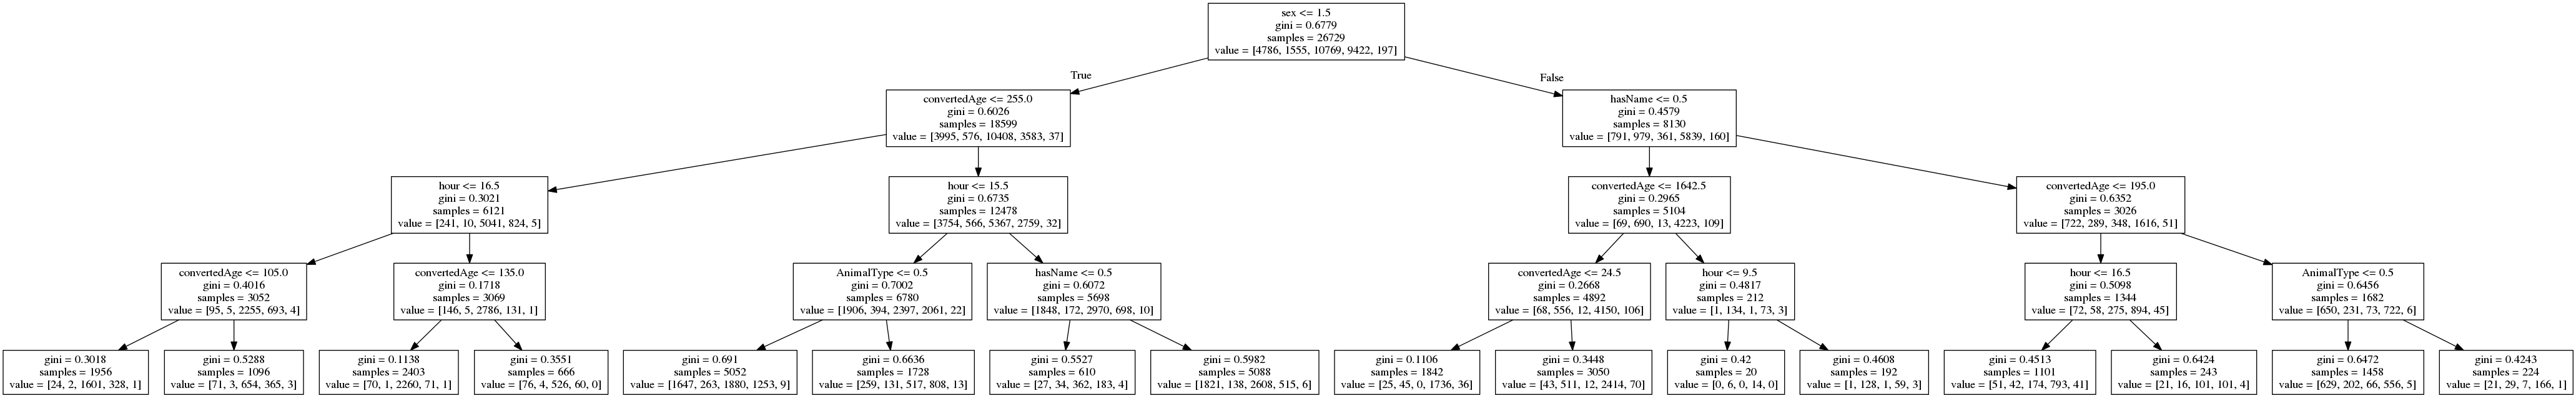 sex <= 1.5
gini = 0.6779
samples = 26729
value = [4786, 1555, 10769, 9422, 197]
True
False
convertedAge <= 255.0
gini = 0.6026
samples = 18599
value = [3995, 576, 10408, 3583, 37]
hasName <= 0.5
gini = 0.4579
samples = 8130
value = [791, 979, 361, 5839, 160]
hour <= 16.5
gini = 0.3021
samples = 6121
value = [241, 10, 5041, 824, 5]
hour <= 15.5
gini = 0.6735
samples = 12478
value = [3754, 566, 5367, 2759, 32]
convertedAge <= 1642.5
gini = 0.2965
samples = 5104
value = [69, 690, 13, 4223, 109]
convertedAge <= 195.0
gini = 0.6352
samples = 3026
value = [722, 289, 348, 1616, 51]
convertedAge <= 105.0
gini = 0.4016
samples = 3052
value = [95, 5, 2255, 693, 4]
convertedAge <= 135.0
gini = 0.1718
samples = 3069
value = [146, 5, 2786, 131, 1]
AnimalType <= 0.5
gini = 0.7002
samples = 6780
value = [1906, 394, 2397, 2061, 22]
hasName <= 0.5
gini = 0.6072
samples = 5698
value = [1848, 172, 2970, 698, 10]
convertedAge <= 24.5
gini = 0.2668
samples = 4892
value = [68, 556, 12, 4150, 106]
hour <= 9.5
gini = 0.4817
samples = 212
value = [1, 134, 1, 73, 3]
hour <= 16.5
gini = 0.5098
samples = 1344
value = [72, 58, 275, 894, 45]
AnimalType <= 0.5
gini = 0.6456
samples = 1682
value = [650, 231, 73, 722, 6]
gini = 0.3018
samples = 1956
value = [24, 2, 1601, 328, 1]
gini = 0.5288
samples = 1096
value = [71, 3, 654, 365, 3]
gini = 0.1138
samples = 2403
value = [70, 1, 2260, 71, 1]
gini = 0.3551
samples = 666
value = [76, 4, 526, 60, 0]
gini = 0.691
samples = 5052
value = [1647, 263, 1880, 1253, 9]
gini = 0.6636
samples = 1728
value = [259, 131, 517, 808, 13]
gini = 0.5527
samples = 610
value = [27, 34, 362, 183, 4]
gini = 0.5982
samples = 5088
value = [1821, 138, 2608, 515, 6]
gini = 0.1106
samples = 1842
value = [25, 45, 0, 1736, 36]
gini = 0.3448
samples = 3050
value = [43, 511, 12, 2414, 70]
gini = 0.42
samples = 20
value = [0, 6, 0, 14, 0]
gini = 0.4608
samples = 192
value = [1, 128, 1, 59, 3]
gini = 0.4513
samples = 1101
value = [51, 42, 174, 793, 41]
gini = 0.6424
samples = 243
value = [21, 16, 101, 101, 4]
gini = 0.6472
samples = 1458
value = [629, 202, 66, 556, 5]
gini = 0.4243
samples = 224
value = [21, 29, 7, 166, 1]